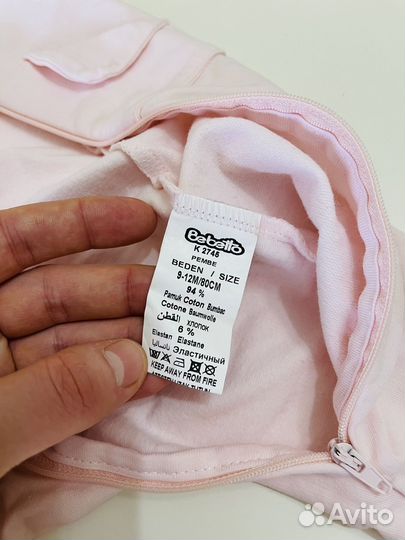 Bebetto
K 2745
PEMBE
BEDEN / SIZE
9-12M/80CM
94 %
Pamuk Coton Bumbac
Cotone Baumwolle
القطن ХЛОПОК
6 %
Elastan Elastane
Эластичный
KEEP AWAY FROM FIRE
Avito